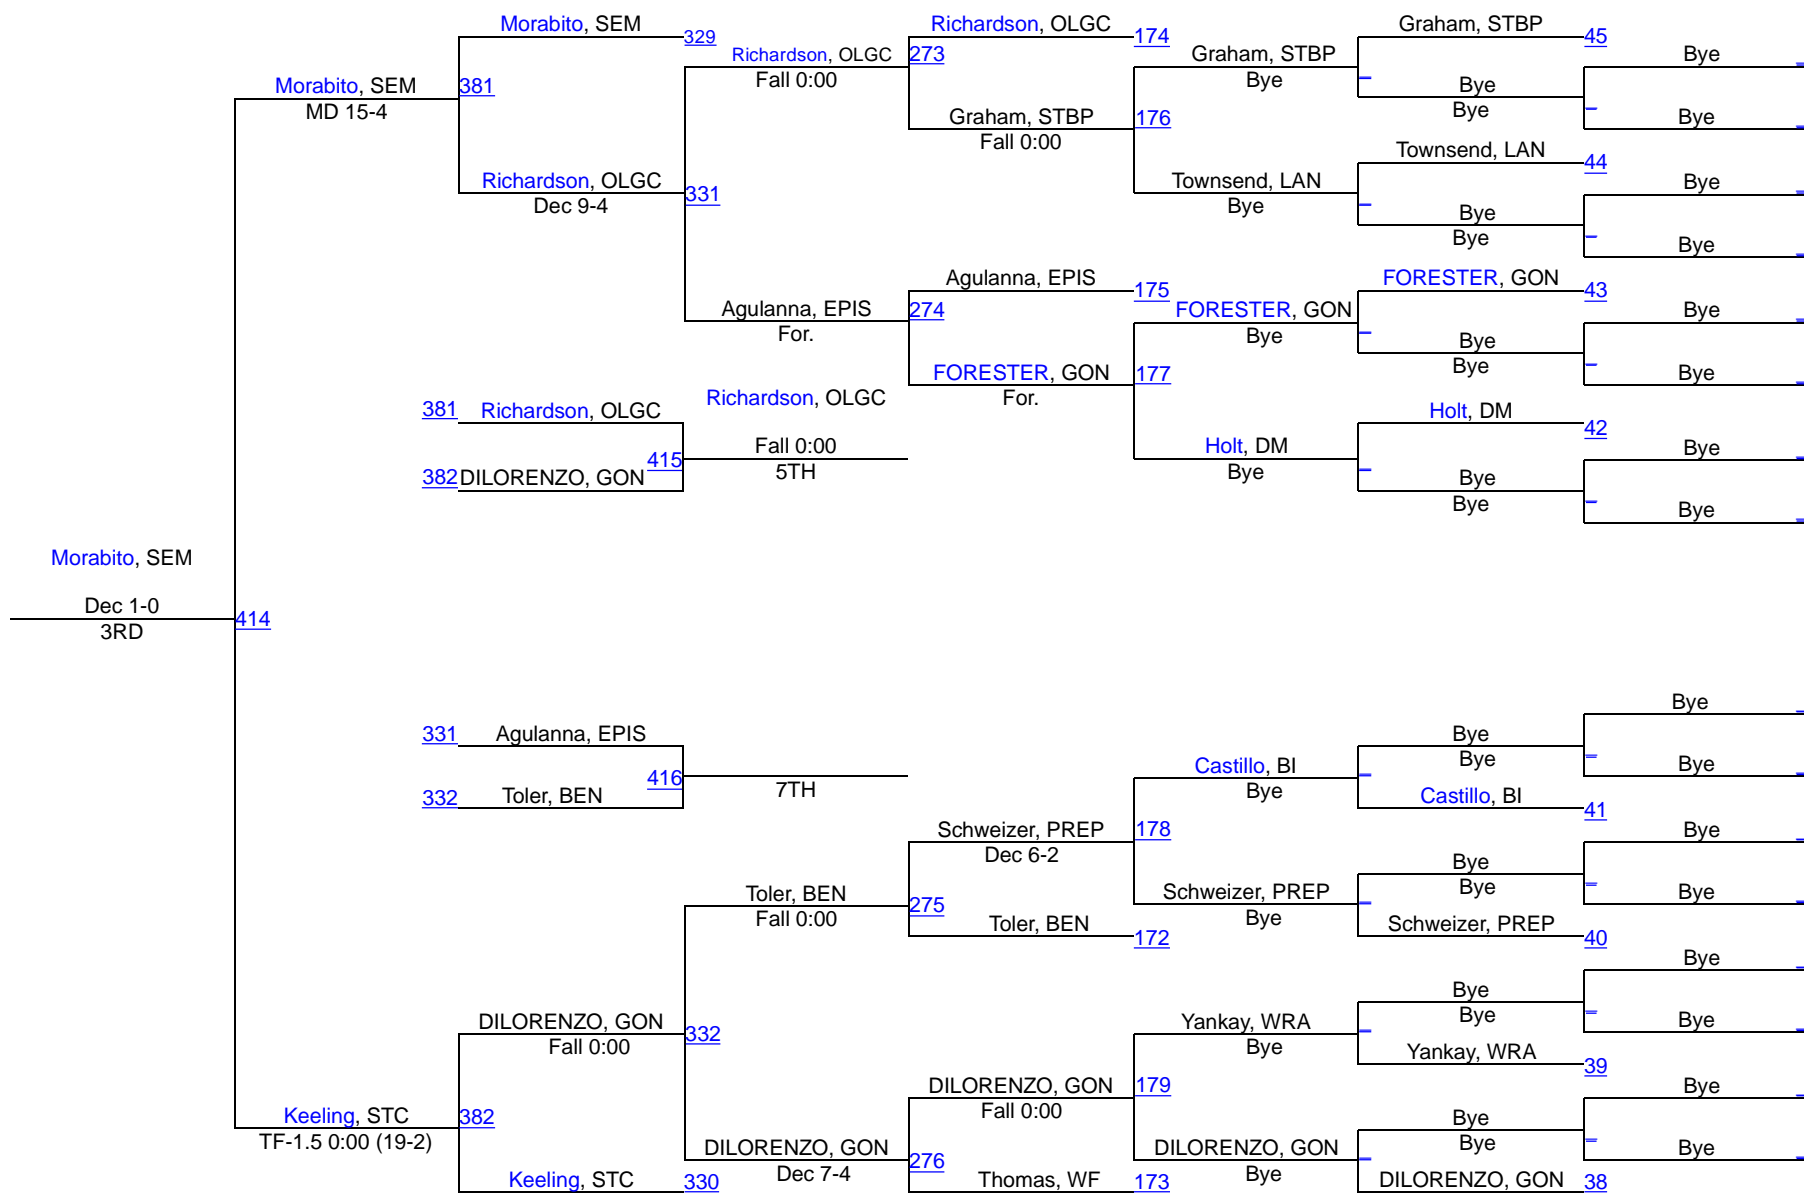 Morabito, SEM
329
Richardson, OLGC
174
Graham, STBP
45
Richardson, OLGC
Fall 0:00
273
Graham, STBP
Bye
Bye
Morabito, SEM
MD 15-4
381
Bye
Bye
Graham, STBP
Fall 0:00
176
Bye
Townsend, LAN
44
Richardson, OLGC
Dec 9-4
331
Townsend, LAN
Bye
Bye
Bye
Bye
Bye
Agulanna, EPIS
175
FORESTER, GON
43
Agulanna, EPIS
For.
274
FORESTER, GON
Bye
Bye
Bye
Bye
FORESTER, GON
For.
177
Bye
381
Richardson, OLGC
Richardson, OLGC
Holt, DM
42
Fall 0:00
5TH
415
Holt, DM
Bye
Bye
382
DILORENZO, GON
Bye
Bye
Bye
Morabito, SEM
Dec 1-0
3RD
414
Bye
331
Agulanna, EPIS
Bye
Bye
416
7TH
Castillo, BI
Bye
Bye
332
Toler, BEN
Castillo, BI
41
Schweizer, PREP
Dec 6-2
178
Bye
Bye
Bye
Toler, BEN
Fall 0:00
275
Schweizer, PREP
Bye
Bye
Toler, BEN
172
Schweizer, PREP
40
Bye
Bye
Bye
DILORENZO, GON
Fall 0:00
332
Yankay, WRA
Bye
Bye
Yankay, WRA
39
DILORENZO, GON
Fall 0:00
179
Bye
Keeling, STC
TF-1.5 0:00 (19-2)
382
Bye
Bye
DILORENZO, GON
Dec 7-4
276
DILORENZO, GON
Bye
Bye
Keeling, STC
330
Thomas, WF
173
DILORENZO, GON
38